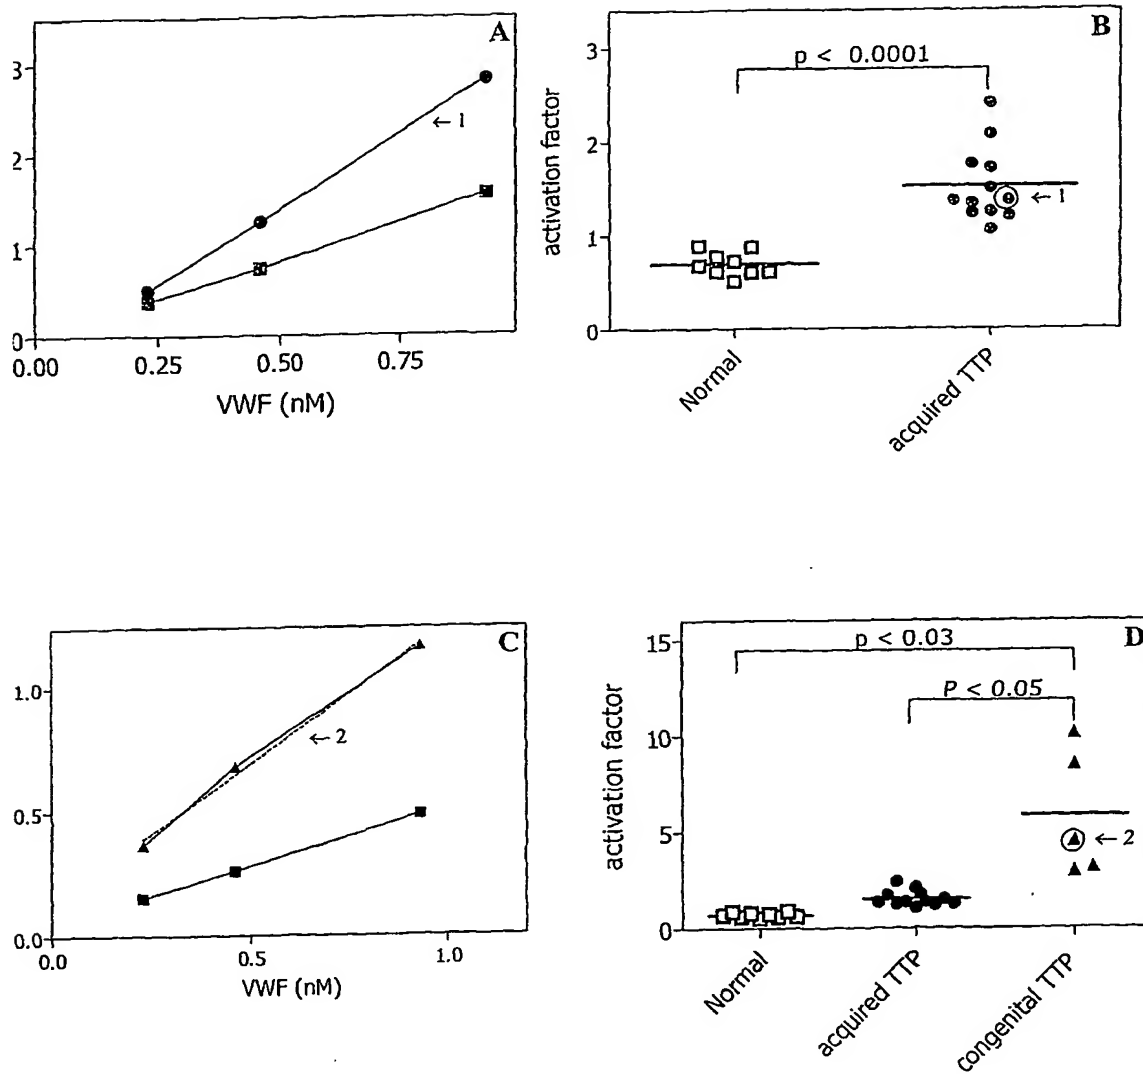 A
3
2
1
0
← 1
0.00
0.25
0.50
0.75
VWF (nM)
B
activation factor
3
2
1
0
p < 0.0001
← 1
Normal
acquired TTP
C
1.0
0.5
0.0
← 2
0.0
0.5
1.0
VWF (nM)
D
activation factor
15
10
5
0
p < 0.03
P < 0.05
← 2
Normal
acquired TTP
congenital TTP